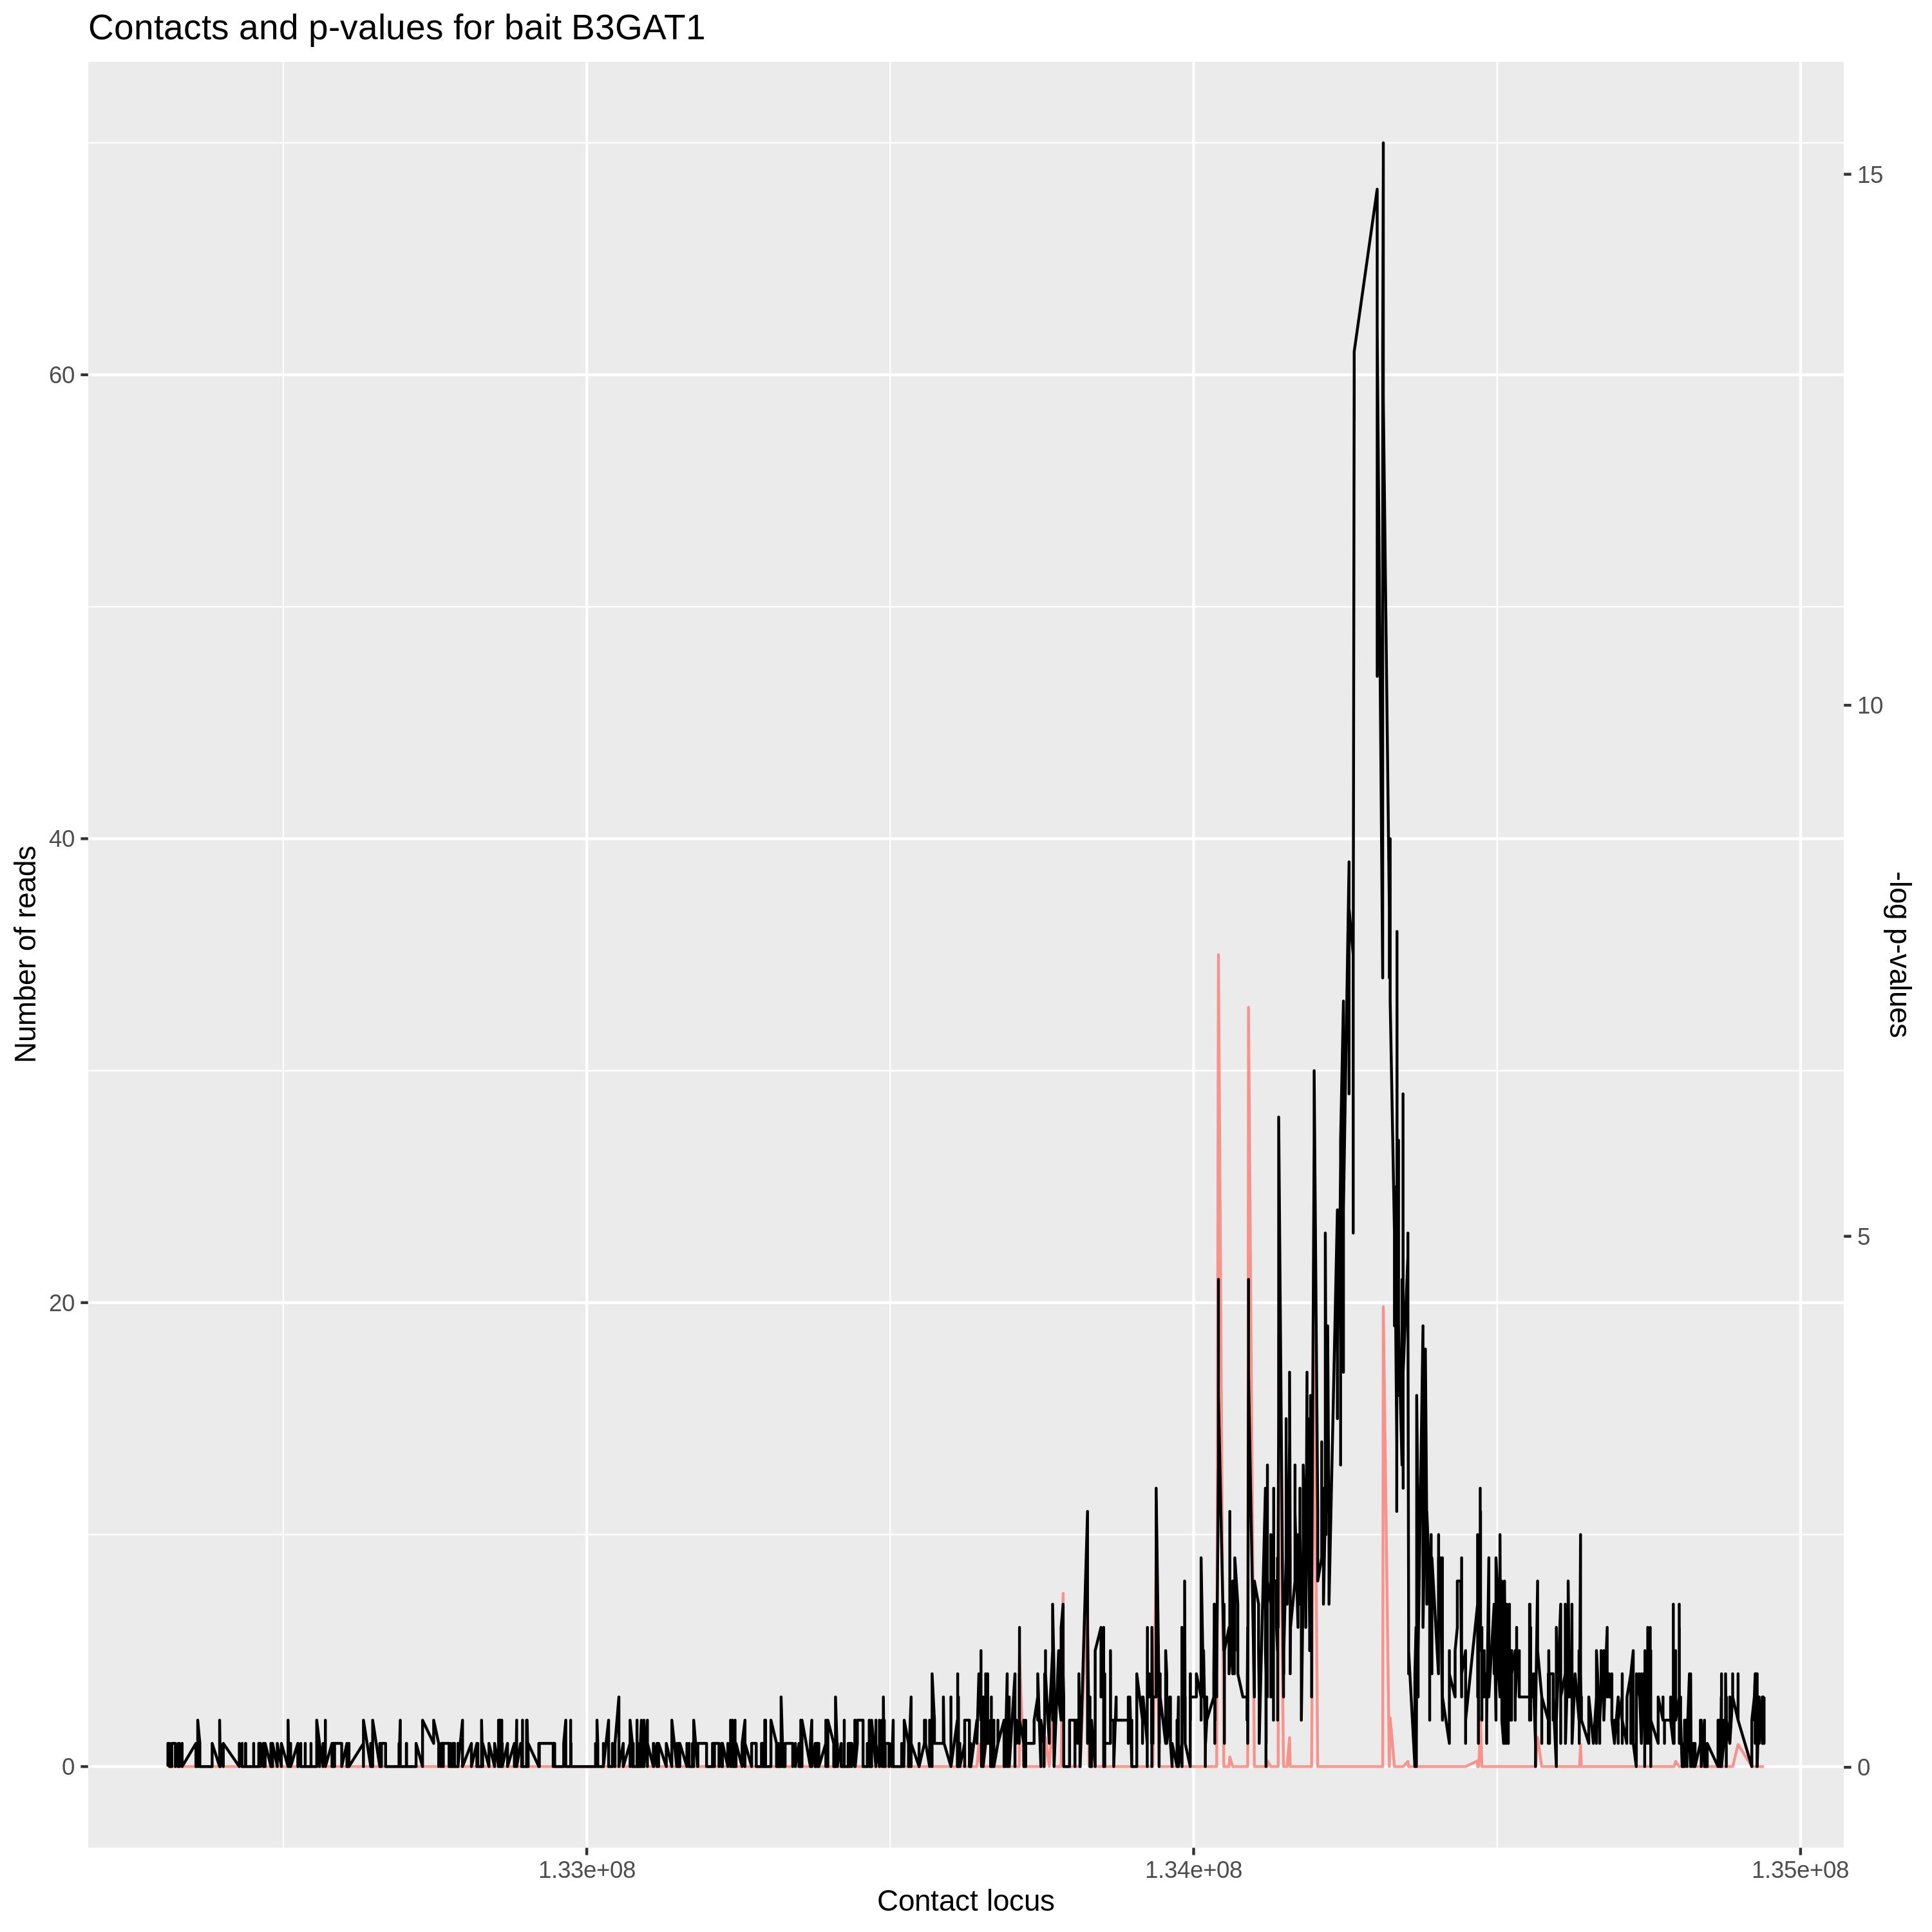 Contacts and p-values for bait B3GAT1
60
40
20
0
Number of reads
15
10
5
0
-log p-values
1.33e+08
1.34e+08
1.35e+08
Contact locus